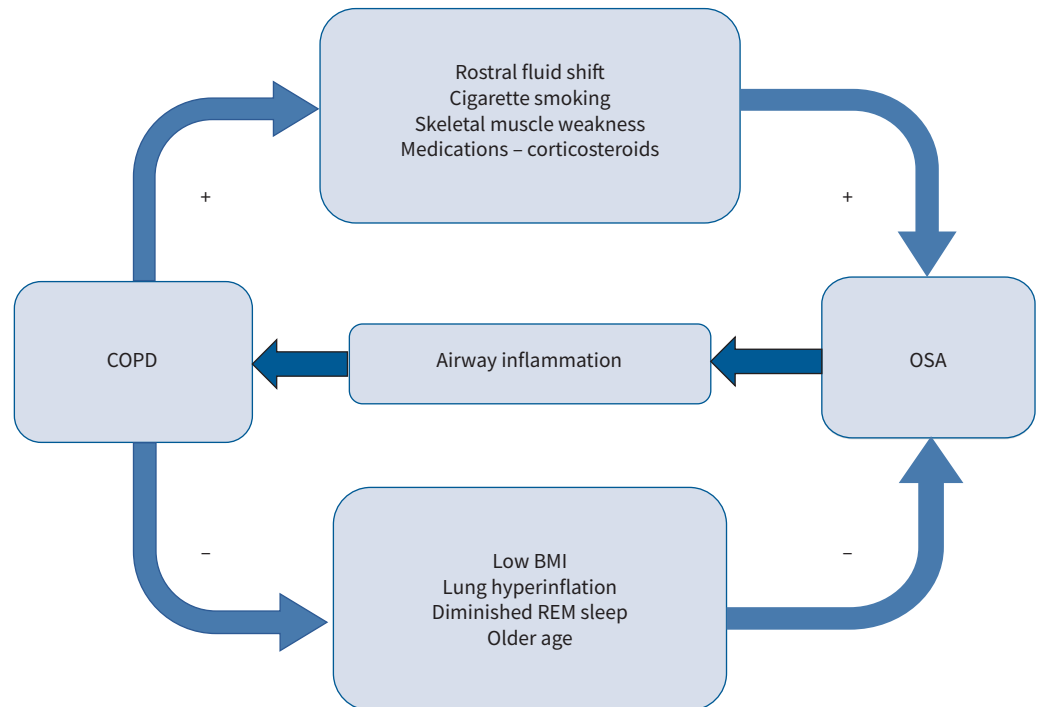 Rostral fluid shift
Cigarette smoking
Skeletal muscle weakness
Medications – corticosteroids
+
+
COPD
Airway inflammation
OSA
–
–
Low BMI
Lung hyperinflation
Diminished REM sleep
Older age